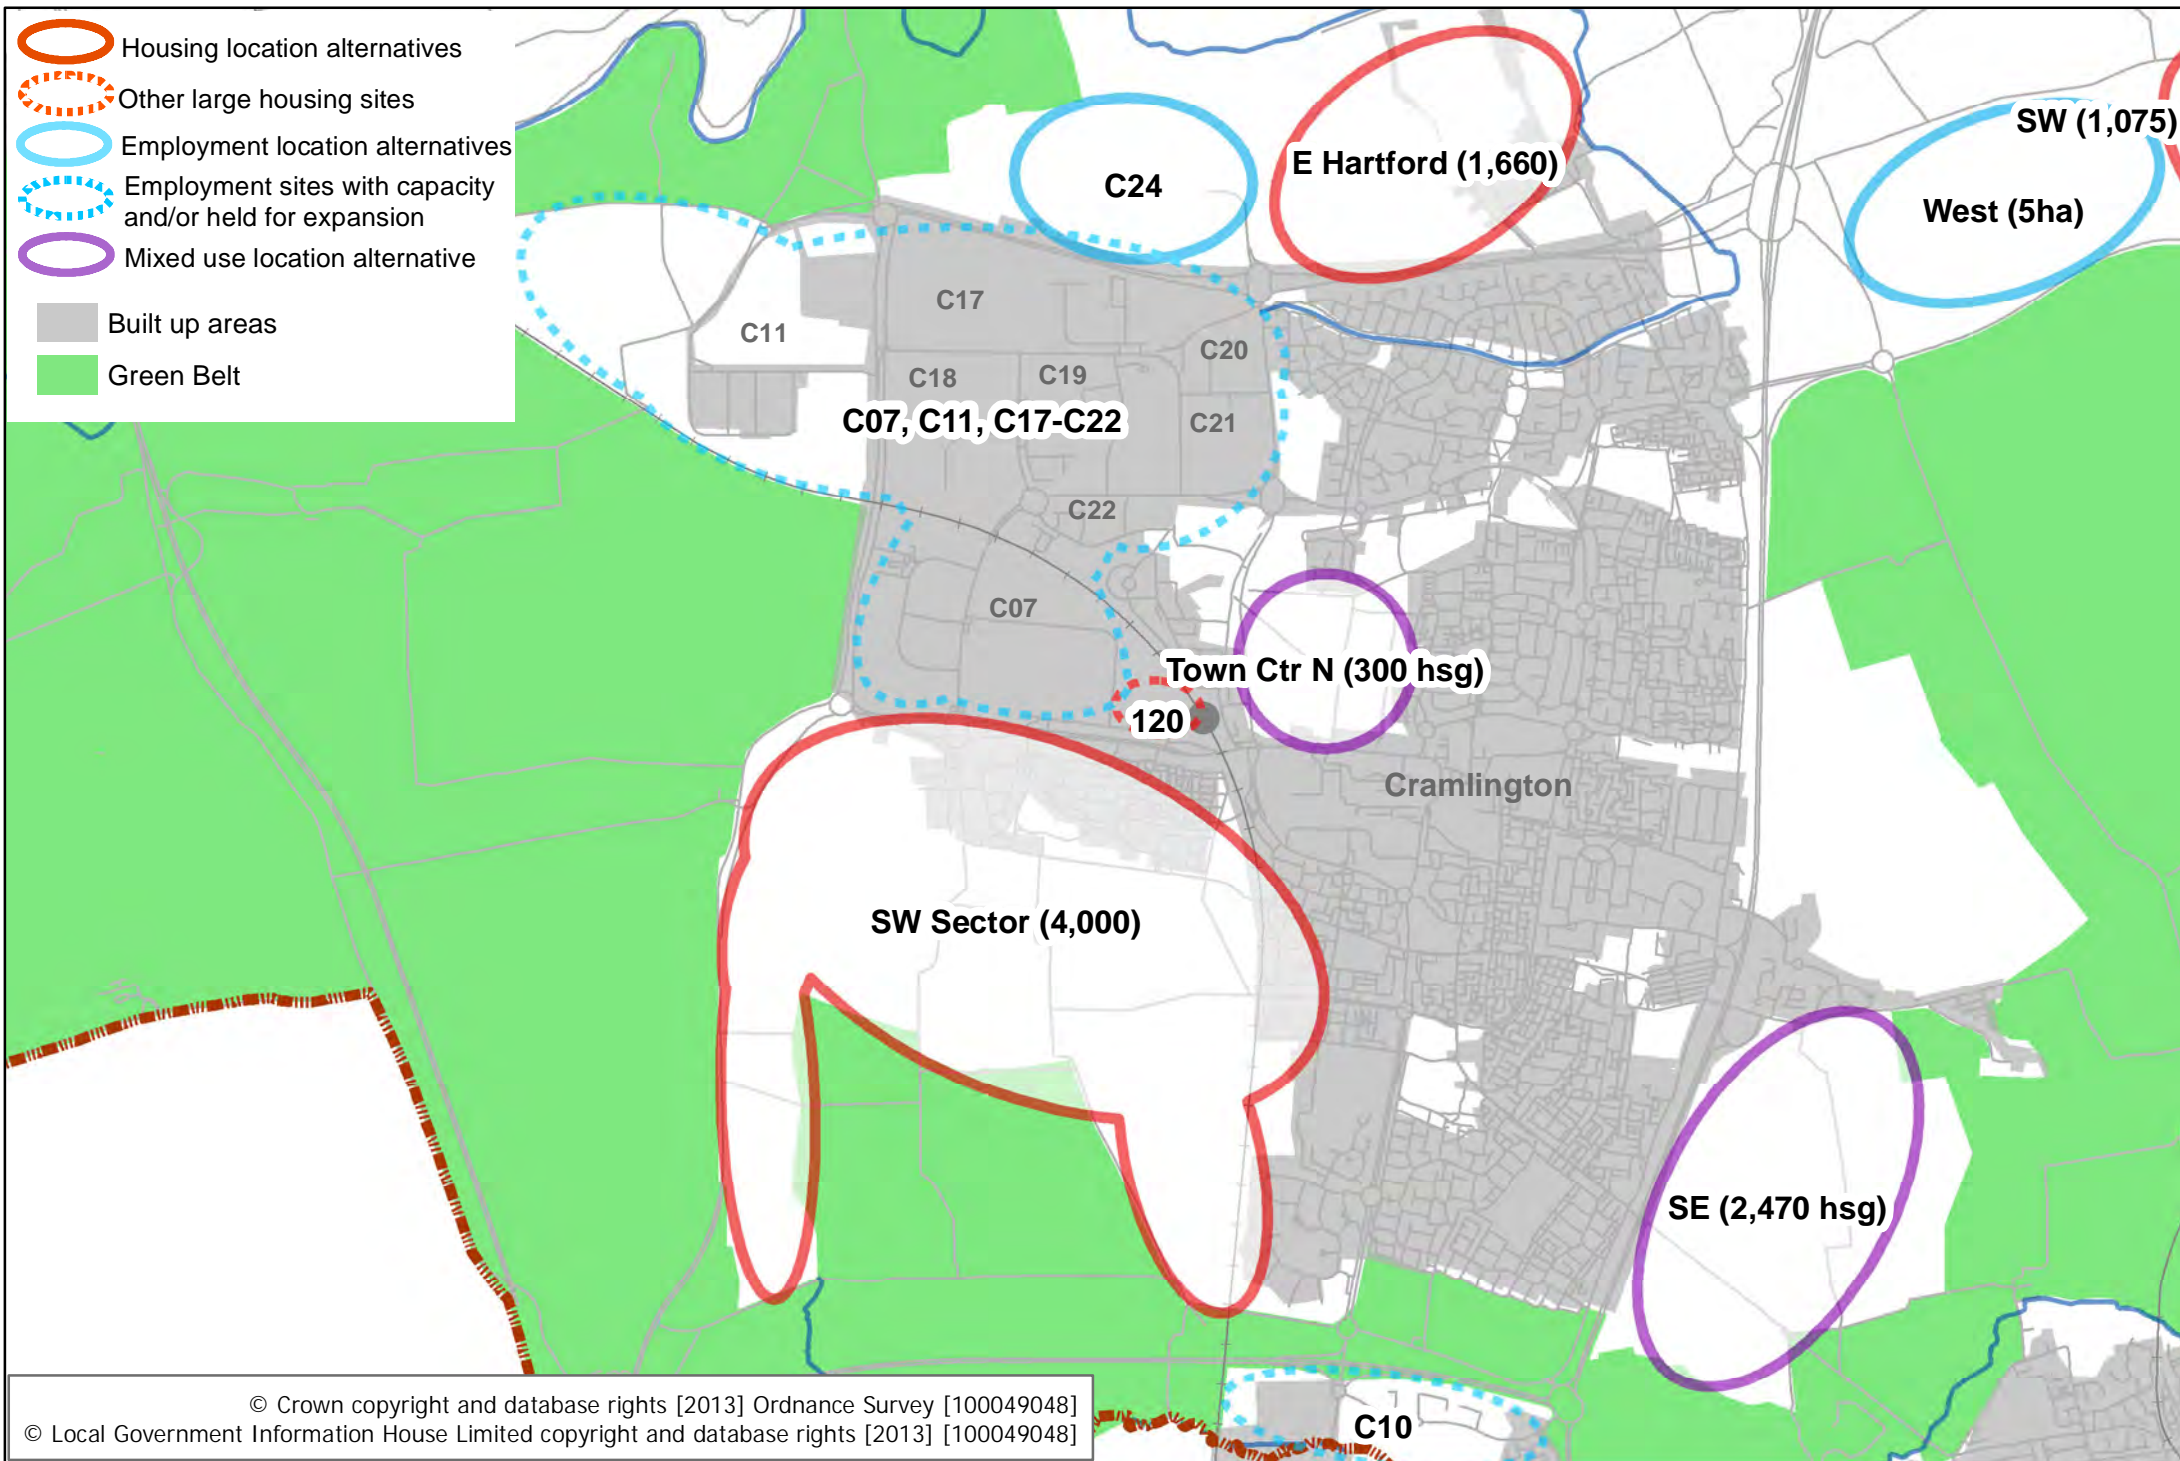 Housing location alternatives
Other large housing sites
Employment location alternatives
Employment sites with capacity
and/or held for expansion
Mixed use location alternative
Built up areas
Green Belt
SW (1,075)
E Hartford (1,660)
C24
West (5ha)
C17
C11
C20
C18
C19
C07, C11, C17-C22
C21
C22
C07
Town Ctr N (300 hsg)
120
Cramlington
SW Sector (4,000)
SE (2,470 hsg)
C10
© Crown copyright and database rights [2013] Ordnance Survey [100049048]
© Local Government Information House Limited copyright and database rights [2013] [100049048]